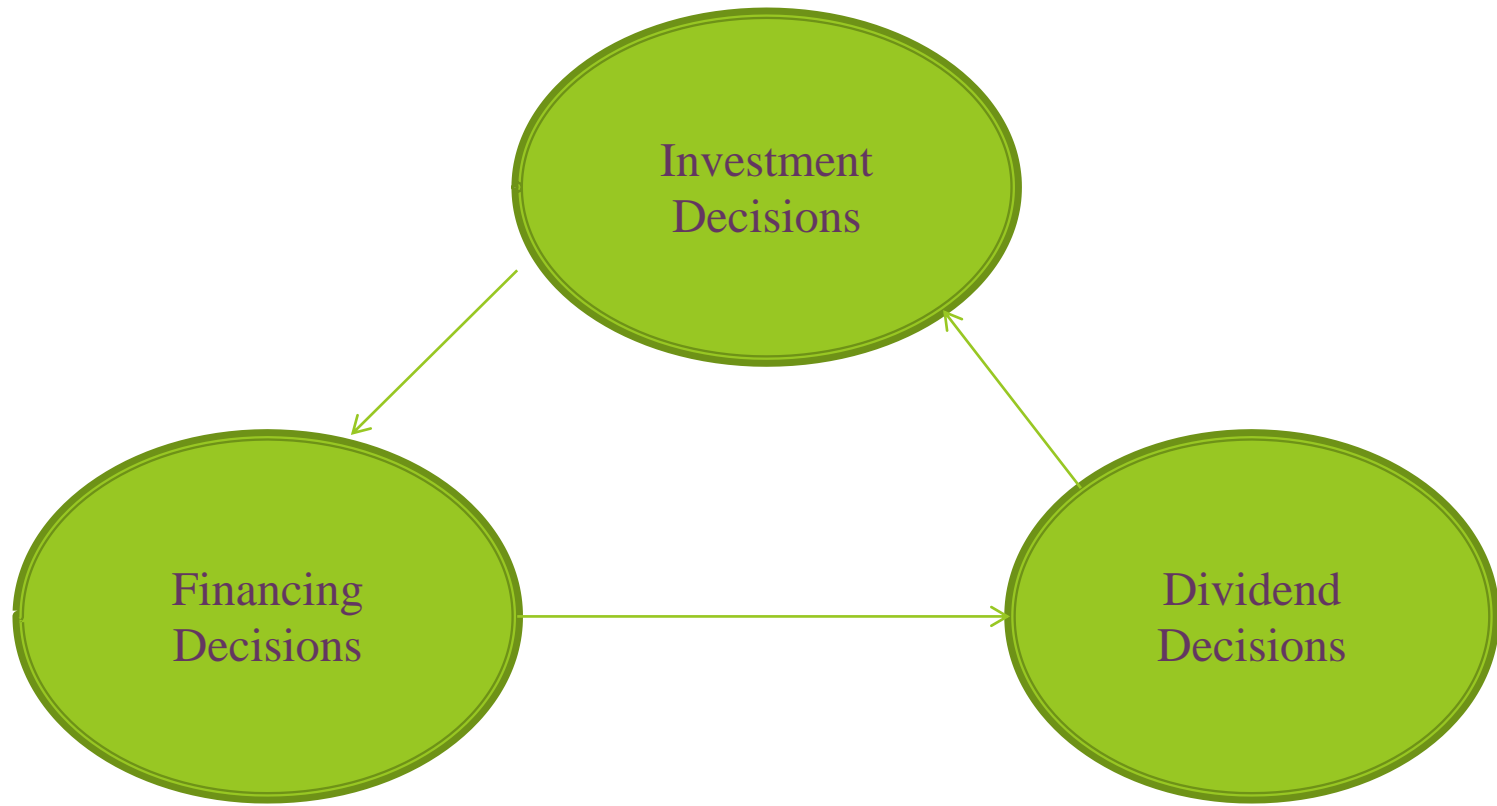 Investment
Decisions
Financing
Decisions
Dividend
Decisions